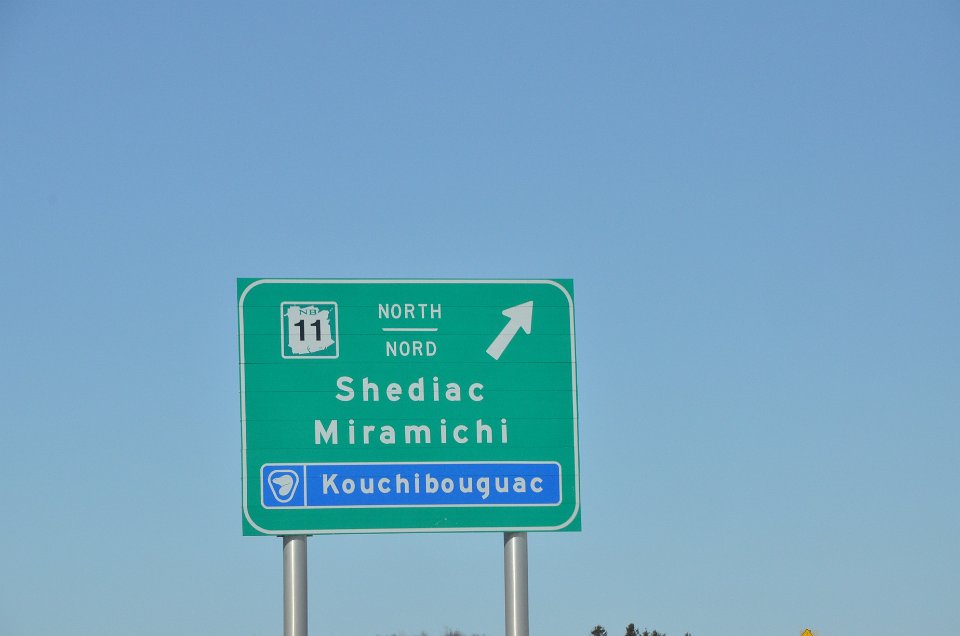 NB
11
NORTH
NORD
Shediac
Miramichi
Kouchibouguac